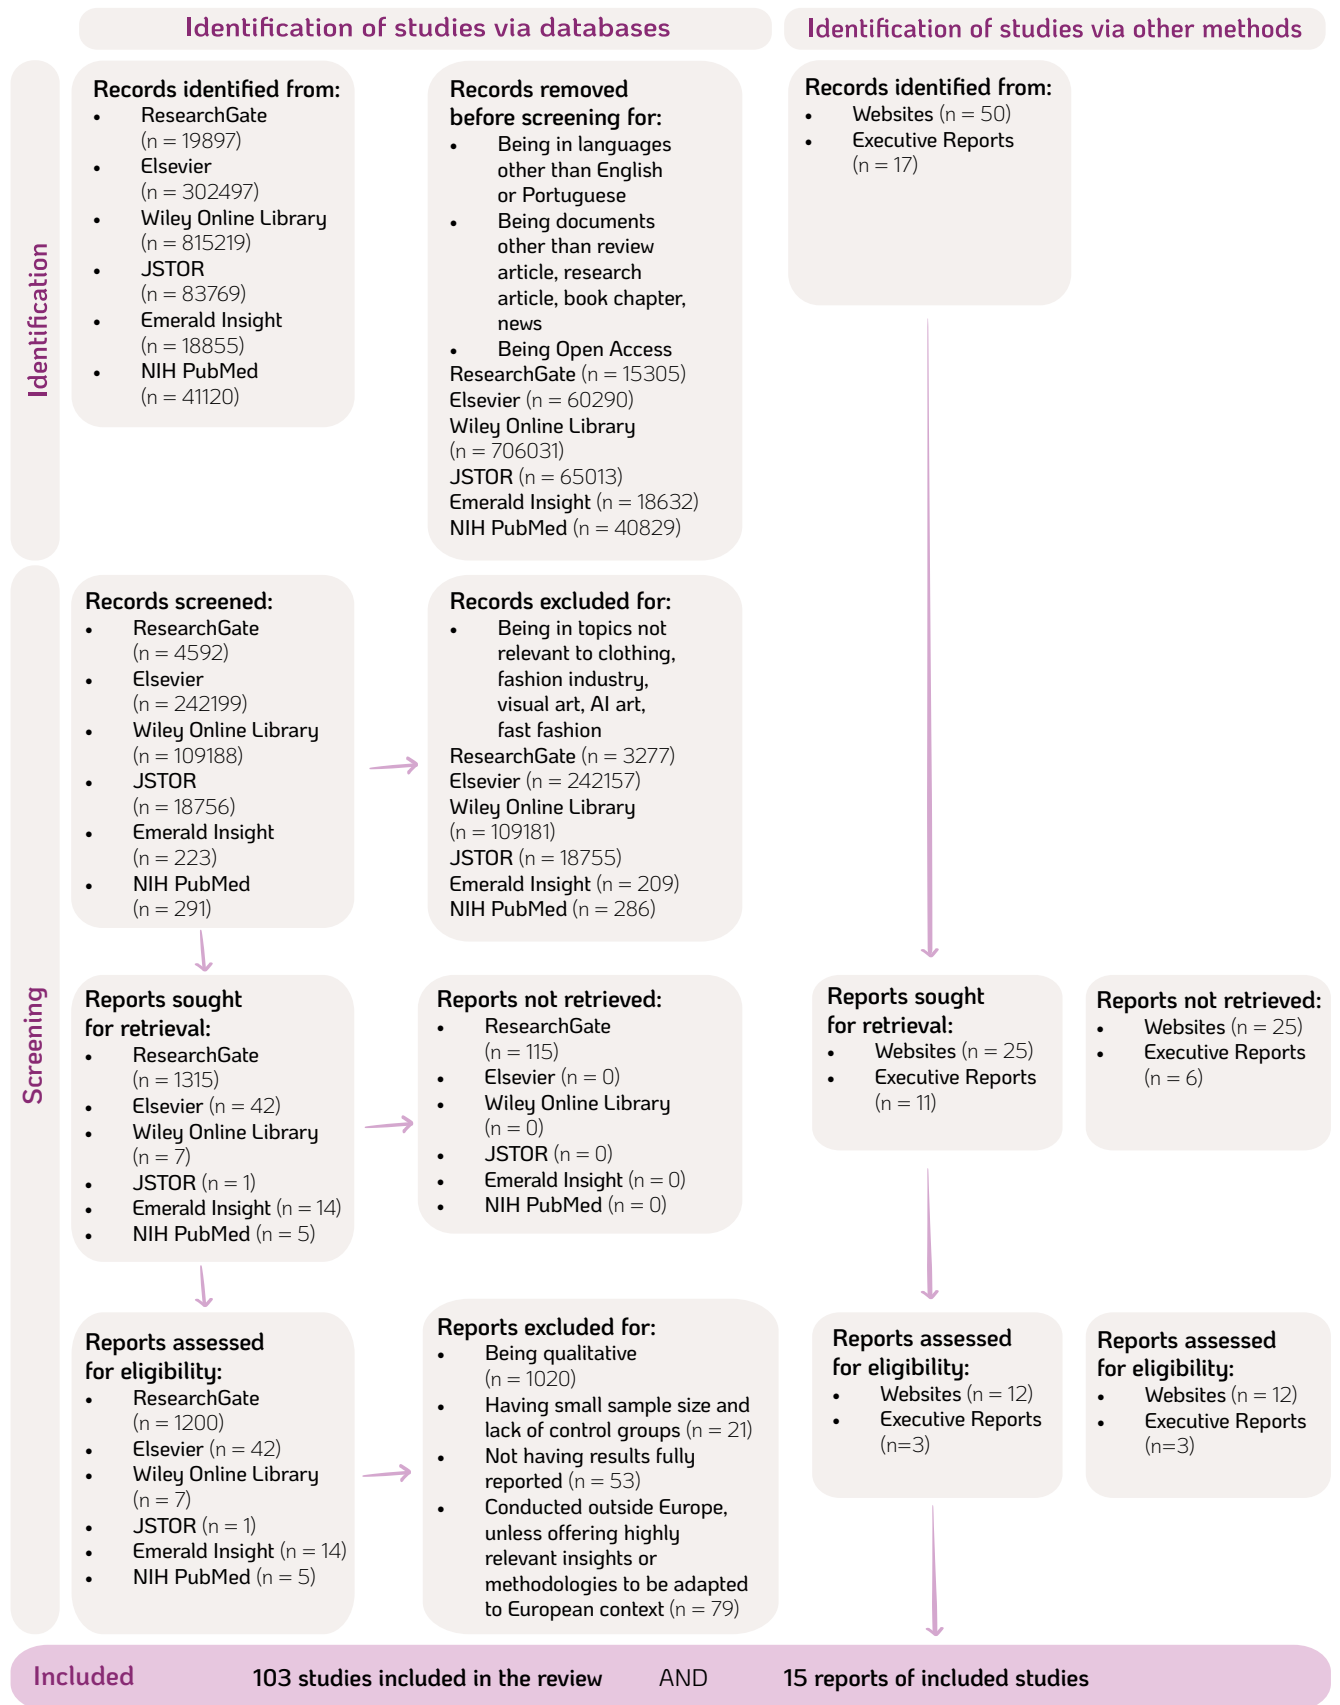 Identification of studies via databases
Identification of studies via other methods
Identification
Records identified from:
• ResearchGate
(n = 19897)
• Elsevier
(n = 302497)
• Wiley Online Library
(n = 815219)
• JSTOR
(n = 83769)
• Emerald Insight
(n = 18855)
• NIH PubMed
(n = 41120)
Records removed
before screening for:
• Being in languages
other than English
or Portuguese
• Being documents
other than review
article, research
article, book chapter,
news
• Being Open Access
ResearchGate (n = 15305)
Elsevier (n = 60290)
Wiley Online Library
(n = 706031)
JSTOR (n = 65013)
Emerald Insight (n = 18632)
NIH PubMed (n = 40829)
Records identified from:
• Websites (n = 50)
• Executive Reports
(n = 17)
Screening
Records screened:
• ResearchGate
(n = 4592)
• Elsevier
(n = 242199)
• Wiley Online Library
(n = 109188)
• JSTOR
(n = 18756)
• Emerald Insight
(n = 223)
• NIH PubMed
(n = 291)
Records excluded for:
• Being in topics not
relevant to clothing,
fashion industry,
visual art, AI art,
fast fashion
ResearchGate (n = 3277)
Elsevier (n = 242157)
Wiley Online Library
(n = 109181)
JSTOR (n = 18755)
Emerald Insight (n = 209)
NIH PubMed (n = 286)
Reports sought
for retrieval:
• ResearchGate
(n = 1315)
• Elsevier (n = 42)
• Wiley Online Library
(n = 7)
• JSTOR (n = 1)
• Emerald Insight (n = 14)
• NIH PubMed (n = 5)
Reports not retrieved:
• ResearchGate
(n = 115)
• Elsevier (n = 0)
• Wiley Online Library
(n = 0)
• JSTOR (n = 0)
• Emerald Insight (n = 0)
• NIH PubMed (n = 0)
Reports sought
for retrieval:
• Websites (n = 25)
• Executive Reports
(n = 11)
Reports not retrieved:
• Websites (n = 25)
• Executive Reports
(n = 6)
Reports assessed
for eligibility:
• ResearchGate
(n = 1200)
• Elsevier (n = 42)
• Wiley Online Library
(n = 7)
• JSTOR (n = 1)
• Emerald Insight (n = 14)
• NIH PubMed (n = 5)
Reports excluded for:
• Being qualitative
(n = 1020)
• Having small sample size and
lack of control groups (n = 21)
• Not having results fully
reported (n = 53)
• Conducted outside Europe,
unless offering highly
relevant insights or
methodologies to be adapted
to European context (n = 79)
Reports assessed
for eligibility:
• Websites (n = 12)
• Executive Reports
(n=3)
Reports assessed
for eligibility:
• Websites (n = 12)
• Executive Reports
(n=3)
Included 103 studies included in the review AND 15 reports of included studies